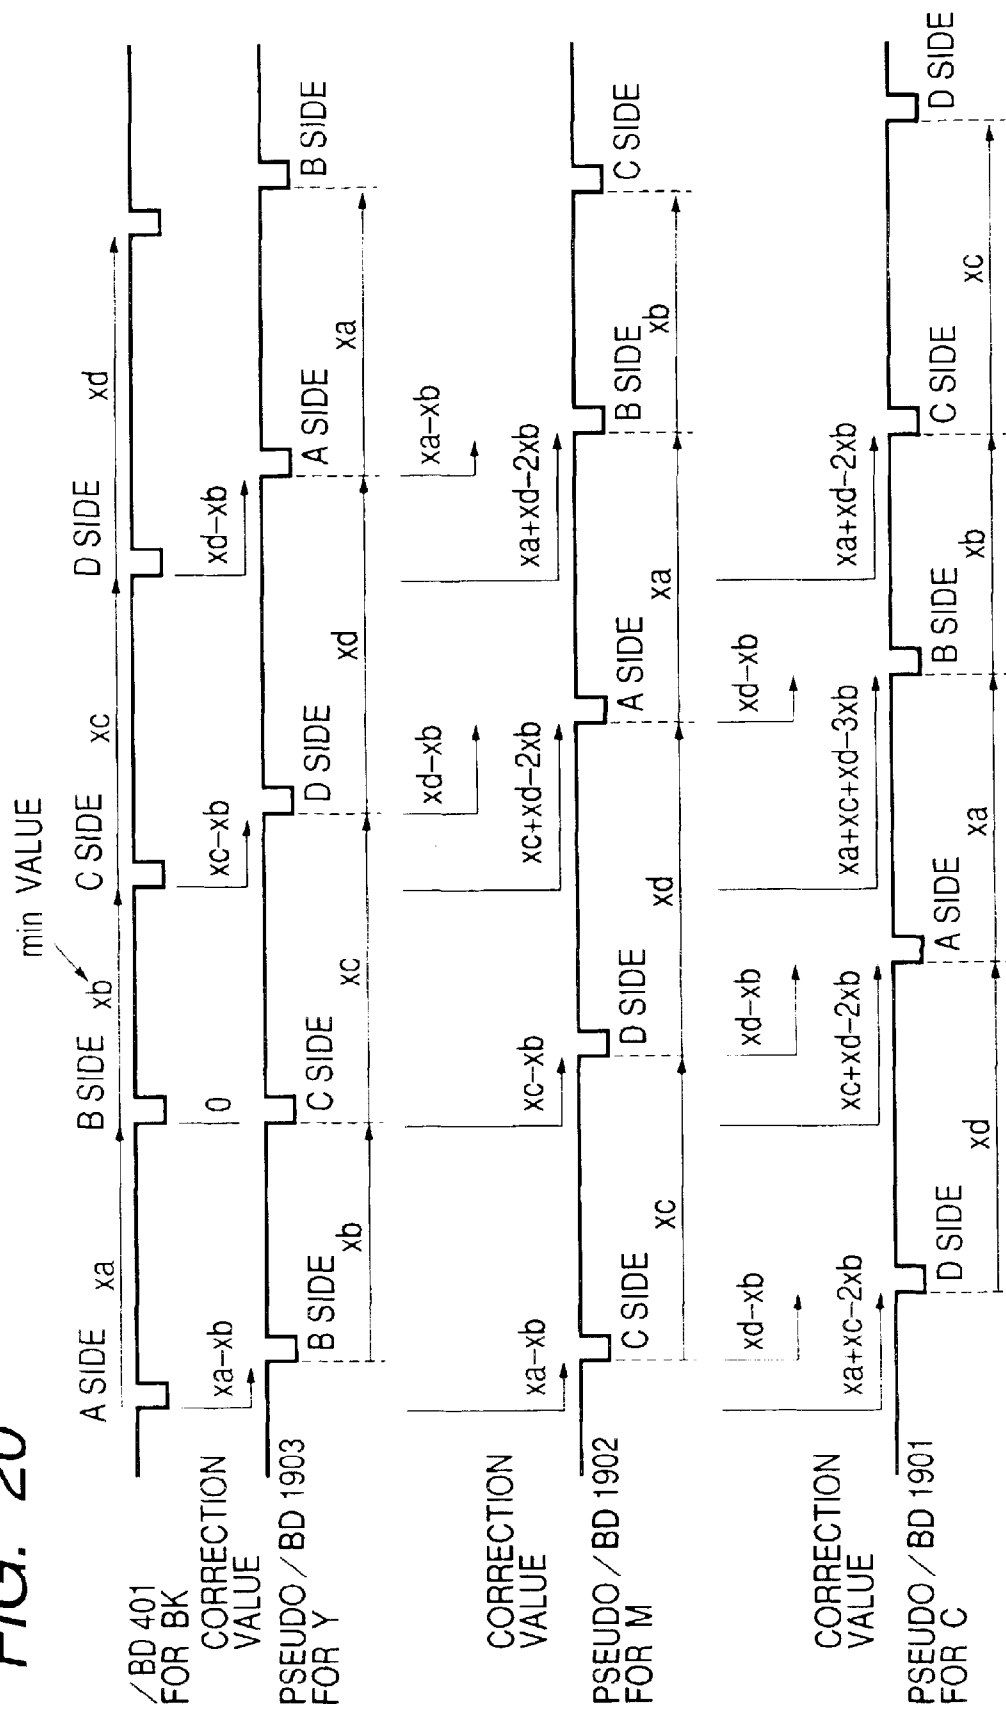 FIG. 20
min VALUE
A SIDE
xa
B SIDE
xb
C SIDE
xc
D SIDE
xd
/BD 401
FOR BK
CORRECTION
VALUE
xa–xb
0
xc–xb
xd–xb
PSEUDO / BD 1903
FOR Y
B SIDE
xb
C SIDE
xc
D SIDE
xd
A SIDE
xa
B SIDE
CORRECTION
VALUE
xa–xb
xc–xb
xd–xb
xc+xd–2xb
xa–xb
xa+xd–2xb
PSEUDO / BD 1902
FOR M
C SIDE
xc
D SIDE
xd
A SIDE
xa
B SIDE
xb
C SIDE
CORRECTION
VALUE
xd–xb
xa+xc–2xb
xd–xb
xc+xd–2xb
xd–xb
xa+xc+xd–3xb
xa+xd–2xb
PSEUDO / BD 1901
FOR C
D SIDE
xd
A SIDE
xa
B SIDE
xb
C SIDE
xc
D SIDE